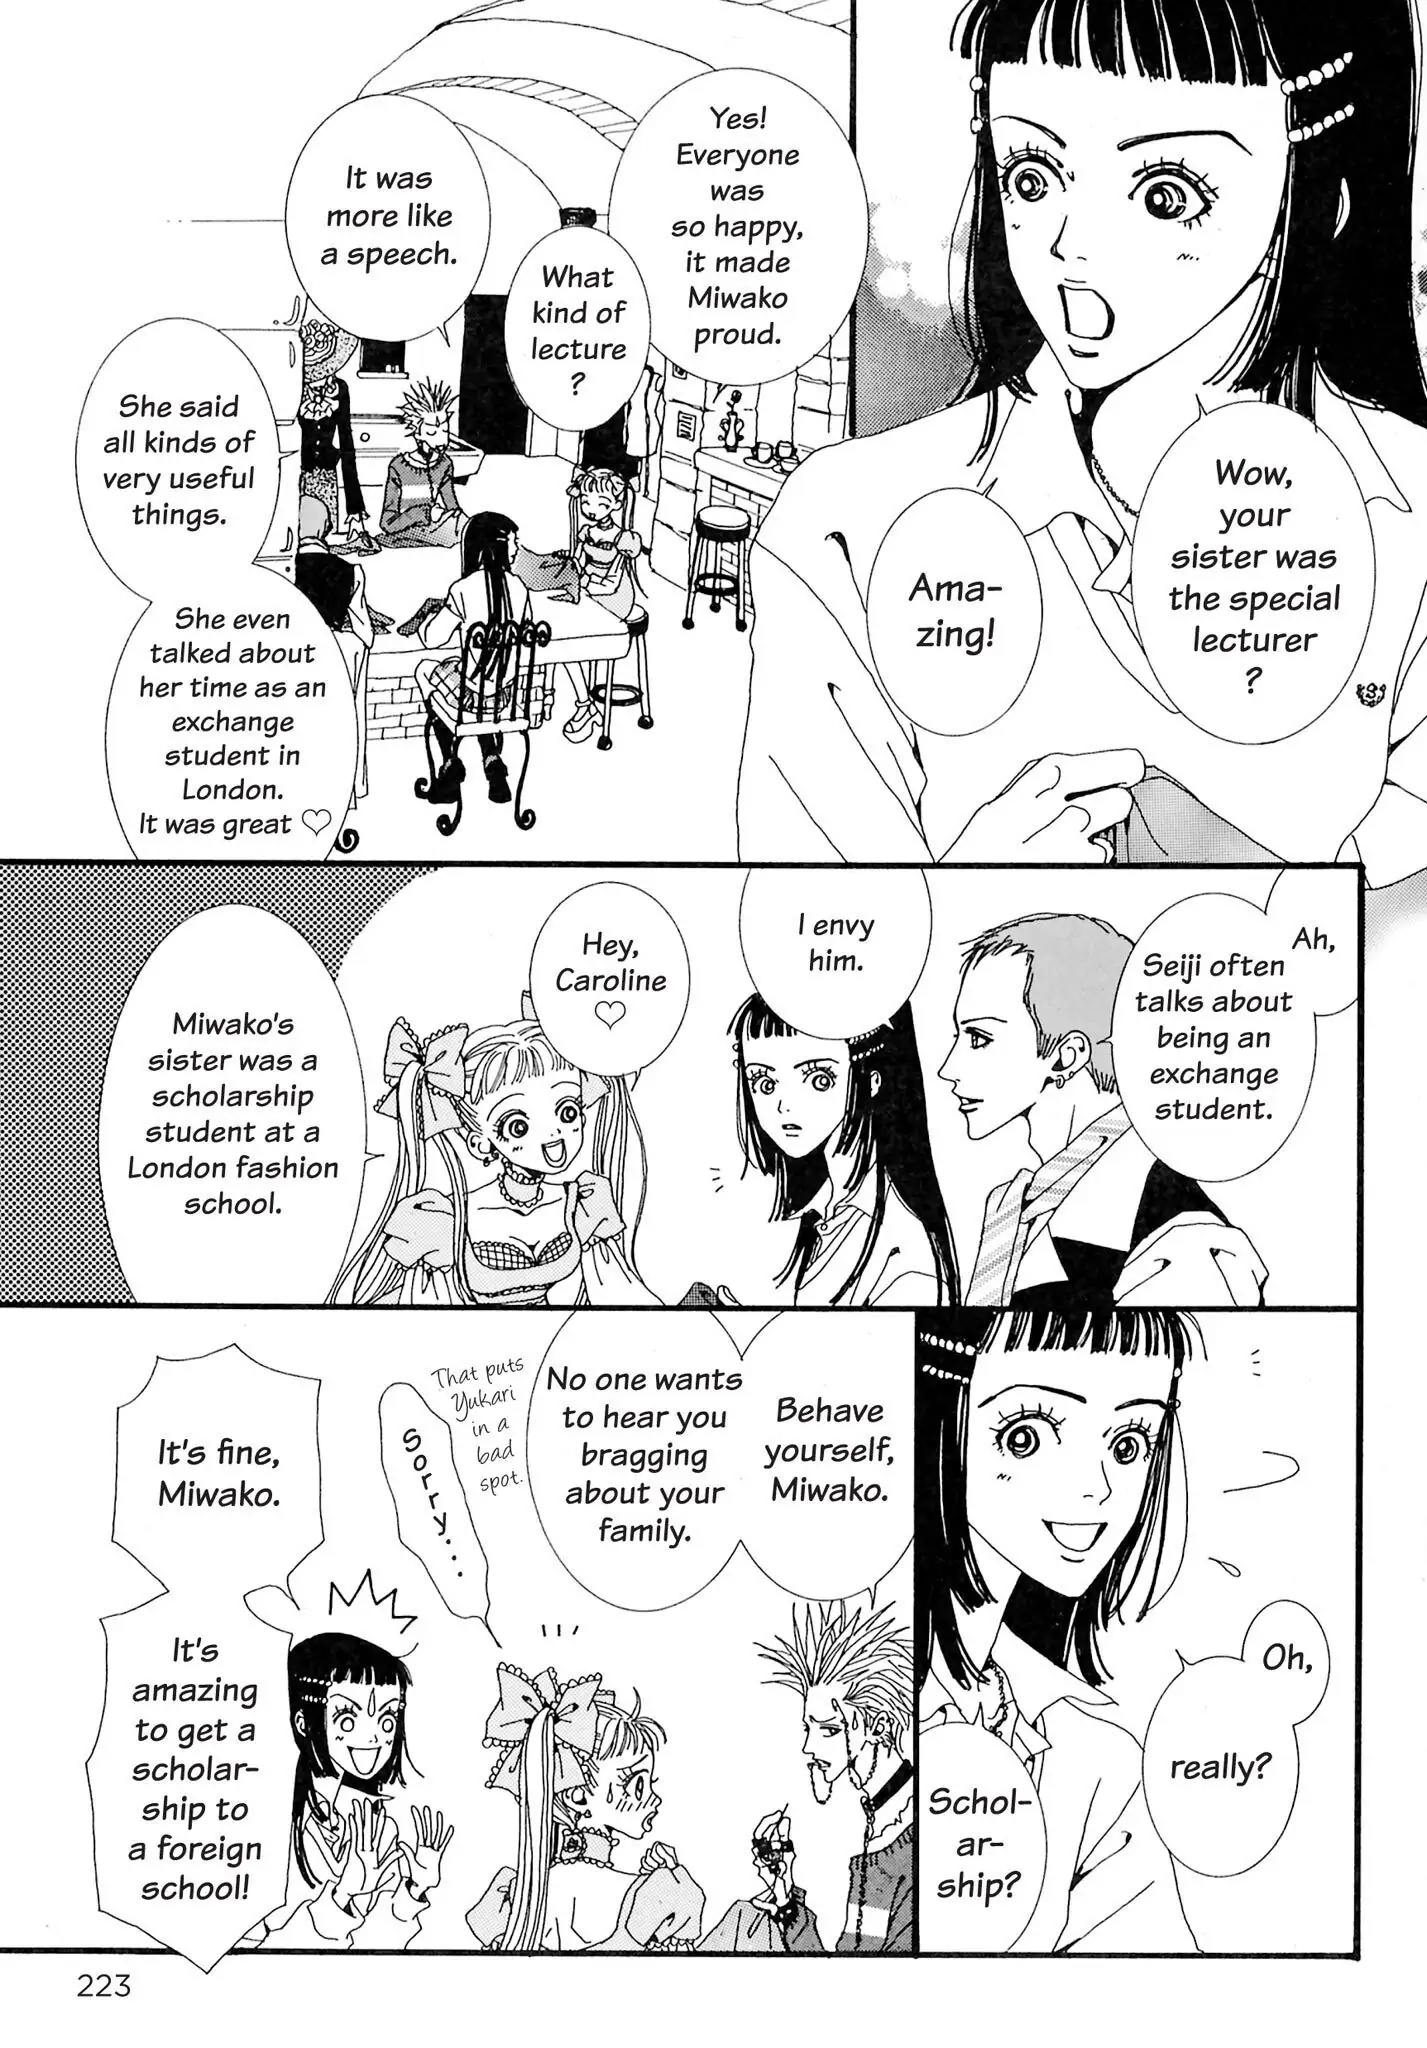 Wow,
your
sister was
the special
lecturer
?
Ama-
zing!
Yes!
Everyone
was
so happy,
it made
Miwako
proud.
What
kind of
lecture
?
It was
more like
a speech.
She said
all kinds of
very useful
things.
She even
talked about
her time as an
exchange
student in
London.
It was great ♡
Ah,
Seiji often
talks about
being an
exchange
student.
I envy
him.
Hey,
Caroline
♡
Miwako's
sister was a
scholarship
student at a
London fashion
school.
Oh,
really?
Schol-
ar-
ship?
Behave
yourself,
Miwako.
No one wants
to hear you
bragging
about your
family.
That puts
Yukari
in a
bad
spot.
Sorry...
It's fine,
Miwako.
It's
amazing
to get a
scholar-
ship to
a foreign
school!
223